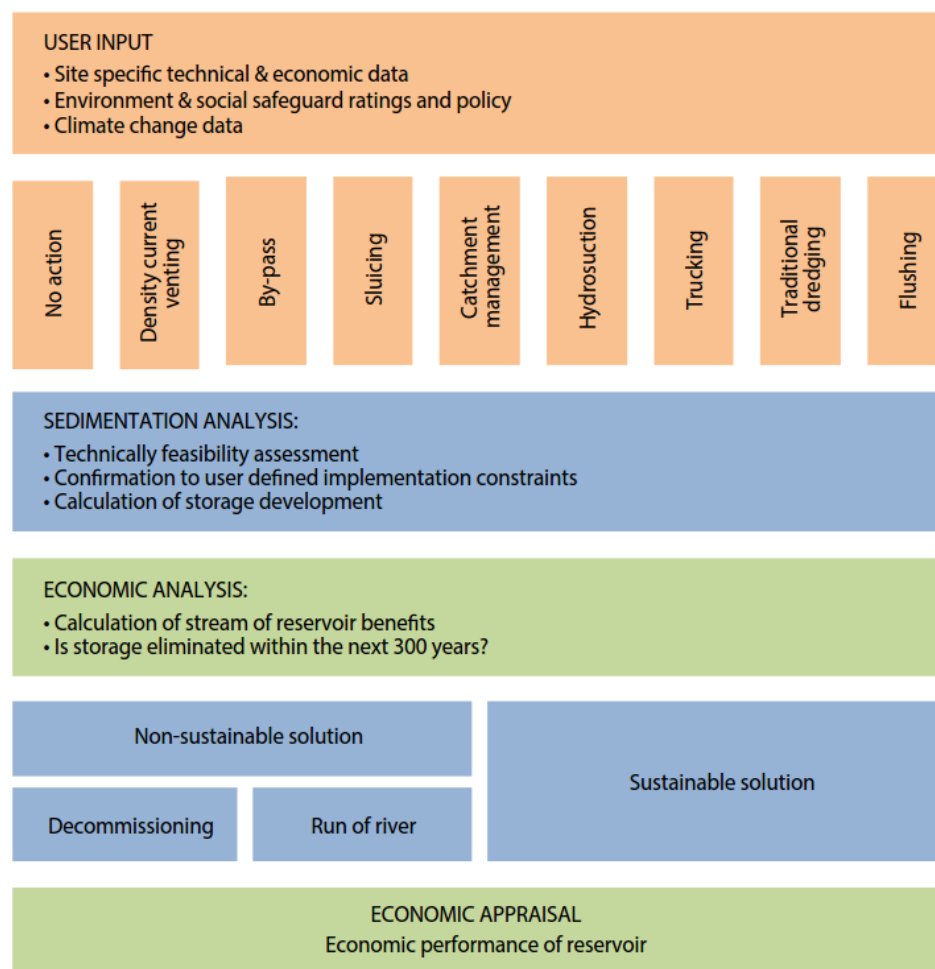 USER INPUT
• Site specific technical & economic data
• Environment & social safeguard ratings and policy
• Climate change data
No action
Density current
venting
By-pass
Sluicing
Catchment
management
Hydrosuction
Trucking
Traditional
dredging
Flushing
SEDIMENTATION ANALYSIS:
• Technically feasibility assessment
• Confirmation to user defined implementation constraints
• Calculation of storage development
ECONOMIC ANALYSIS:
• Calculation of stream of reservoir benefits
• Is storage eliminated within the next 300 years?
Non-sustainable solution
Sustainable solution
Decommissioning
Run of river
ECONOMIC APPRAISAL
Economic performance of reservoir